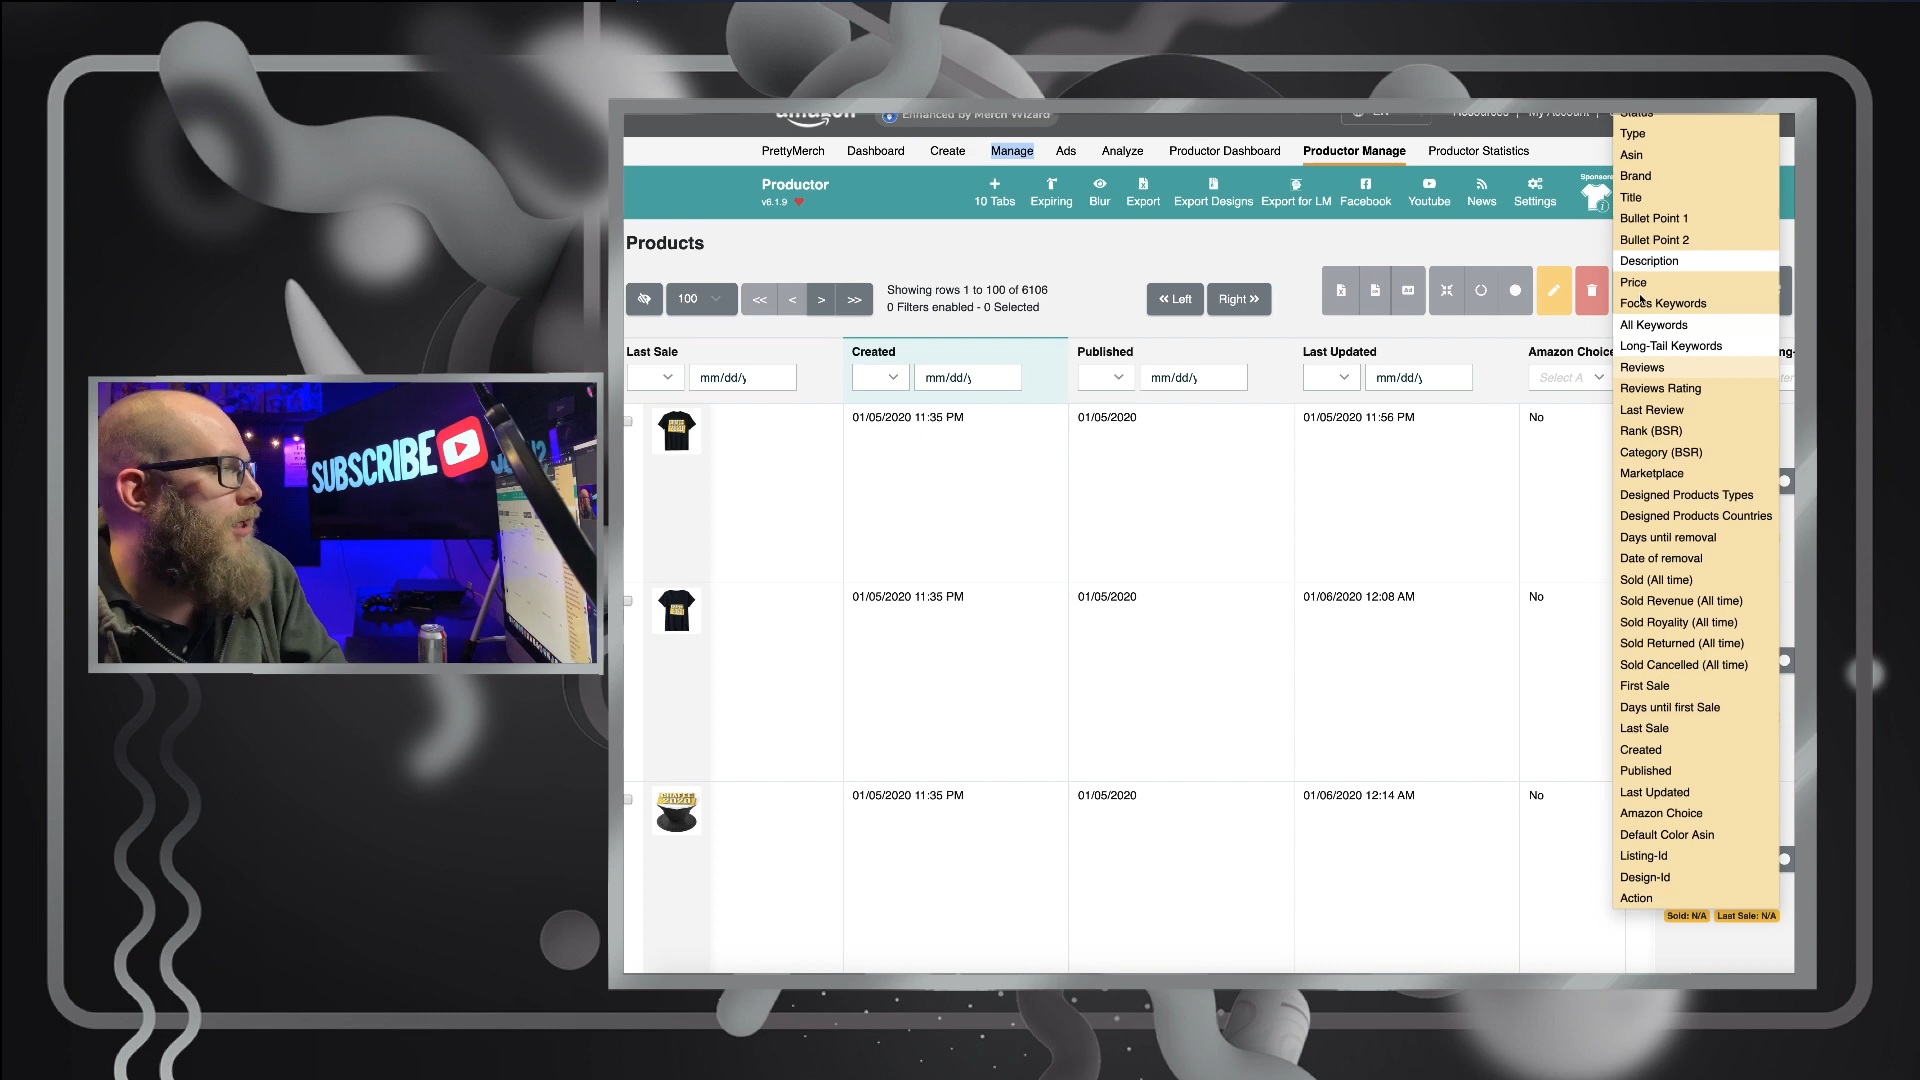 amazon
Enhanced by Merch Wizard
EN
Resources | My Account |
PrettyMerch Dashboard Create Manage Ads Analyze Productor Dashboard Productor Manage Productor Statistics
Productor
v6.1.9
10 Tabs Expiring Blur Export Export Designs Export for LM Facebook Youtube News Settings
Products
100
<< < > >>
Showing rows 1 to 100 of 6106
0 Filters enabled - 0 Selected
Left Right
Last Sale Created Published Last Updated Amazon Choice
mm/dd/y mm/dd/y mm/dd/y mm/dd/y Select A
01/05/2020 11:35 PM 01/05/2020 01/05/2020 11:56 PM No
01/05/2020 11:35 PM 01/05/2020 01/06/2020 12:08 AM No
01/05/2020 11:35 PM 01/05/2020 01/06/2020 12:14 AM No
2020
Status
Type
Asin
Brand
Title
Bullet Point 1
Bullet Point 2
Description
Price
Focus Keywords
All Keywords
Long-Tail Keywords
Reviews
Reviews Rating
Last Review
Rank (BSR)
Category (BSR)
Marketplace
Designed Products Types
Designed Products Countries
Days until removal
Date of removal
Sold (All time)
Sold Revenue (All time)
Sold Royality (All time)
Sold Returned (All time)
Sold Cancelled (All time)
First Sale
Days until first Sale
Last Sale
Created
Published
Last Updated
Amazon Choice
Default Color Asin
Listing-Id
Design-Id
Action
Sold: N/A Last Sale: N/A
SUBSCRIBE